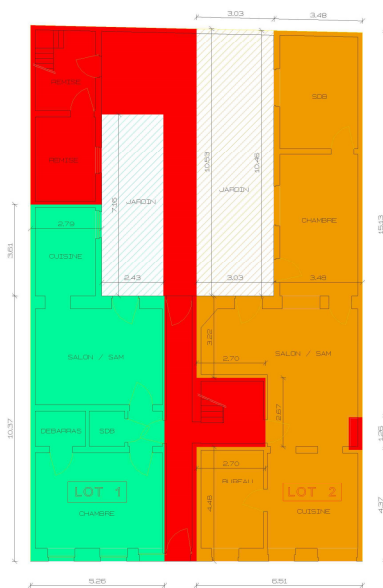 3.03 3.48
REMISE
SDB
REMISE
10.53
10.46
7.16
JARDIN
JARDIN
CHAMBRE
15.13
2.79
3.61
CUISINE
2.43 3.03 3.48
3.22
SALON / SAM
SALON / SAM
2.70
10.37
2.67
DEBARRAS SDB
1.28
2.70
BUREAU
LOT 1
LOT 2
4.48
4.37
CHAMBRE
CUISINE
5.26 6.51